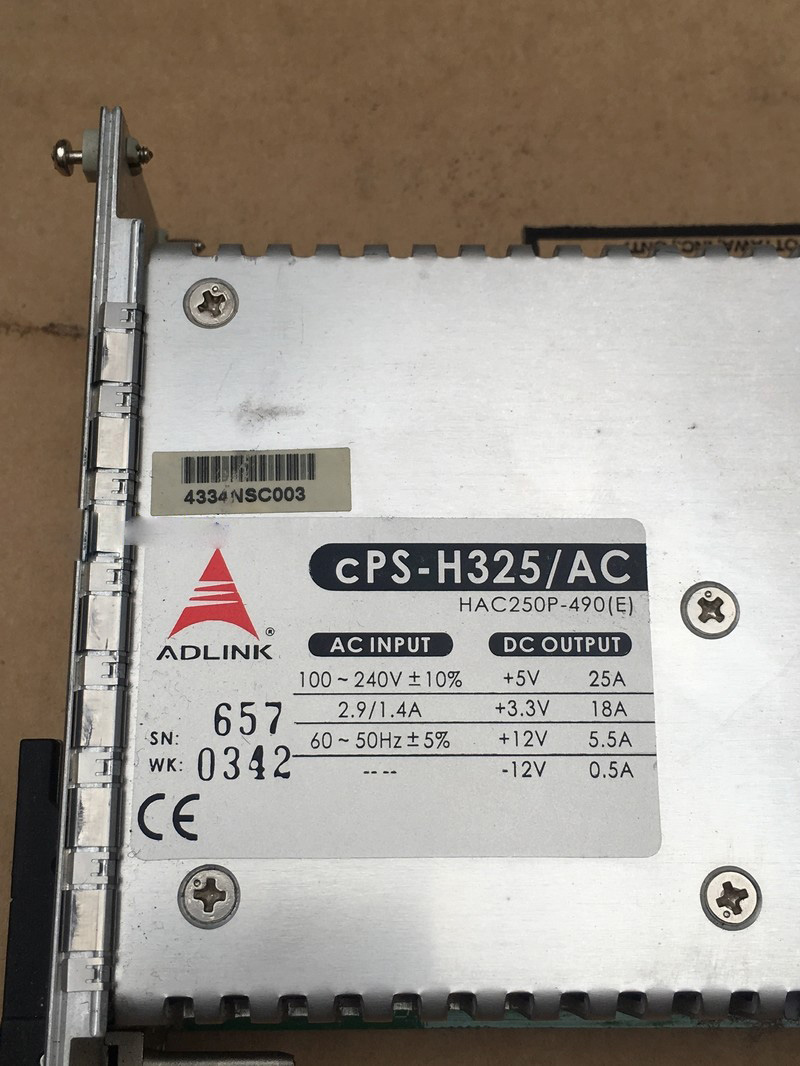 4334NSC003
cPS-H325/AC
HAC250P-490(E)
ADLINK®
AC INPUT DC OUTPUT
100~240V±10% +5V 25A
2.9/1.4A +3.3V 18A
60~50Hz±5% +12V 5.5A
---- -12V 0.5A
SN: 657
WK: 0342
CE